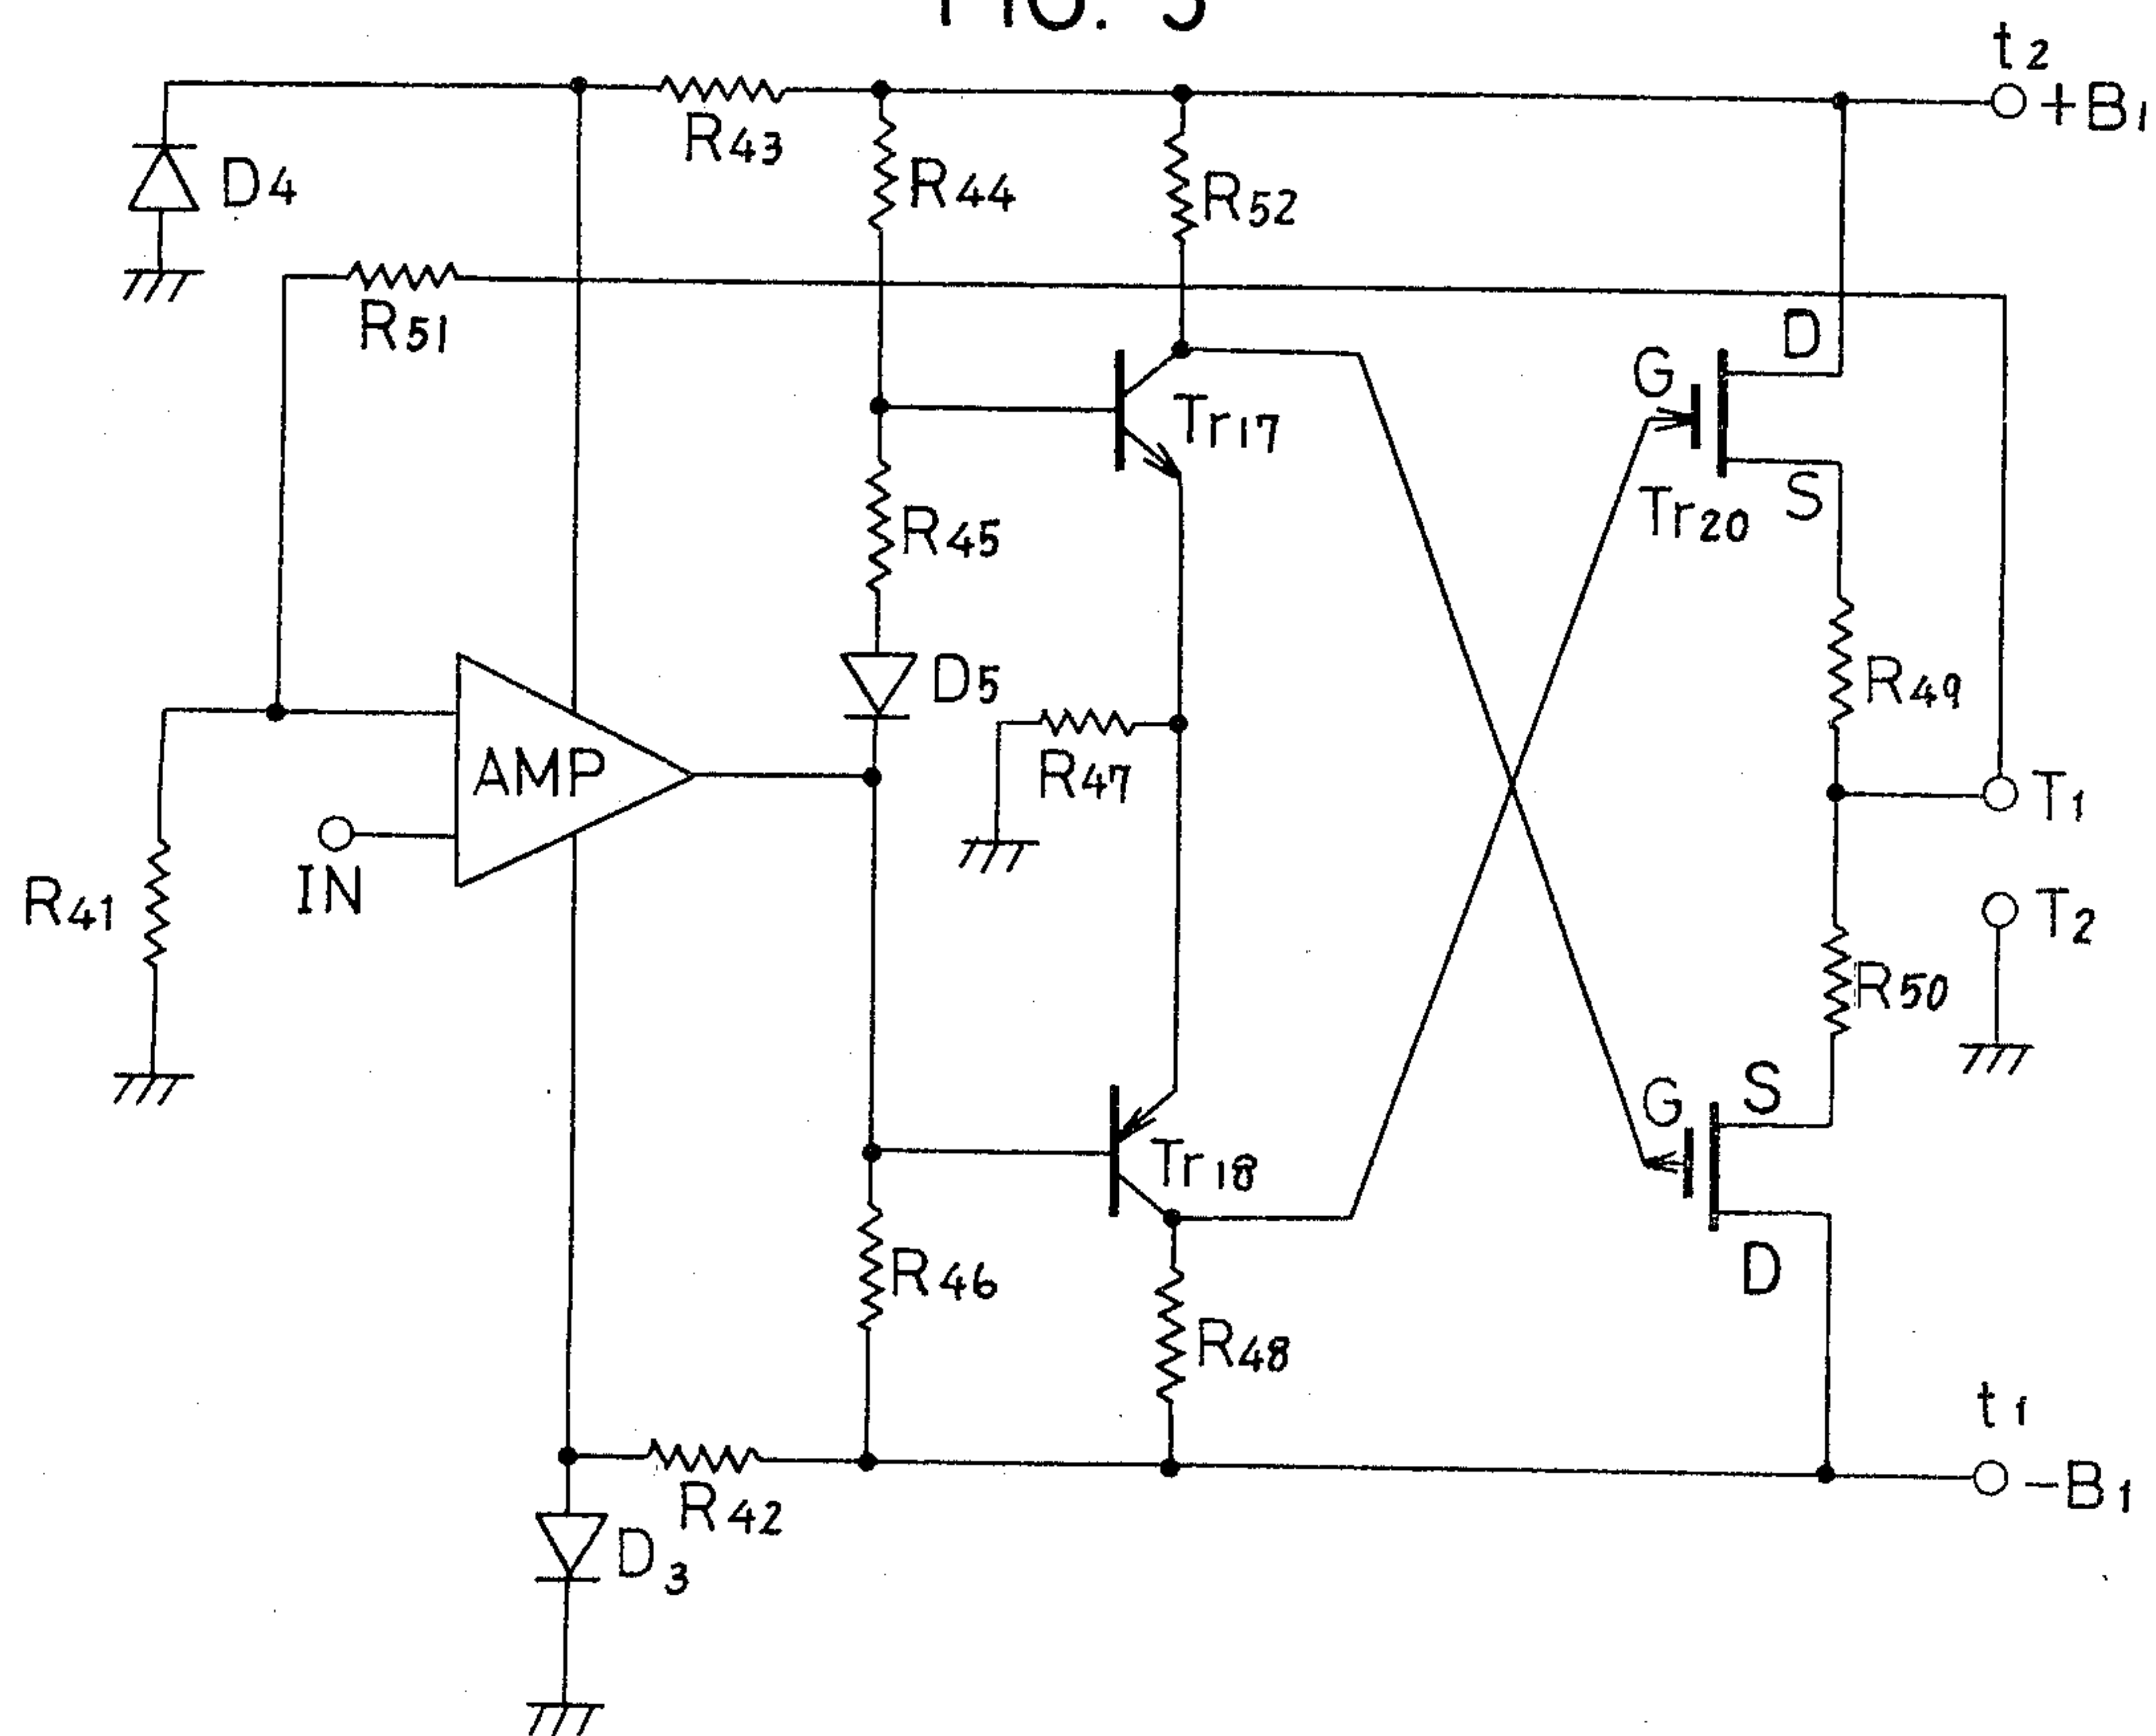 t2
+B1
D4
R43
R44
R52
R51
D
G
Tr17
S
Tr20
R45
D5
R49
AMP
R47
T1
IN
R41
T2
R50
S
G
Tr18
D
R46
R48
t1
R42
-B1
D3